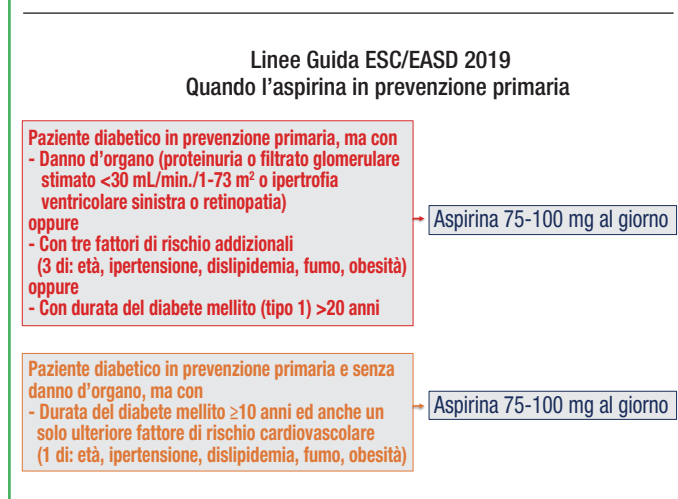 Linee Guida ESC/EASD 2019
Quando l'aspirina in prevenzione primaria
Paziente diabetico in prevenzione primaria, ma con
- Danno d'organo (proteinuria o filtrato glomerulare
stimato <30 mL/min./1-73 m² o ipertrofia
ventricolare sinistra o retinopatia)
oppure
- Con tre fattori di rischio addizionali
(3 di: età, ipertensione, dislipidemia, fumo, obesità)
oppure
- Con durata del diabete mellito (tipo 1) >20 anni
Aspirina 75-100 mg al giorno
Paziente diabetico in prevenzione primaria e senza
danno d'organo, ma con
- Durata del diabete mellito ≥10 anni ed anche un
solo ulteriore fattore di rischio cardiovascolare
(1 di: età, ipertensione, dislipidemia, fumo, obesità)
Aspirina 75-100 mg al giorno